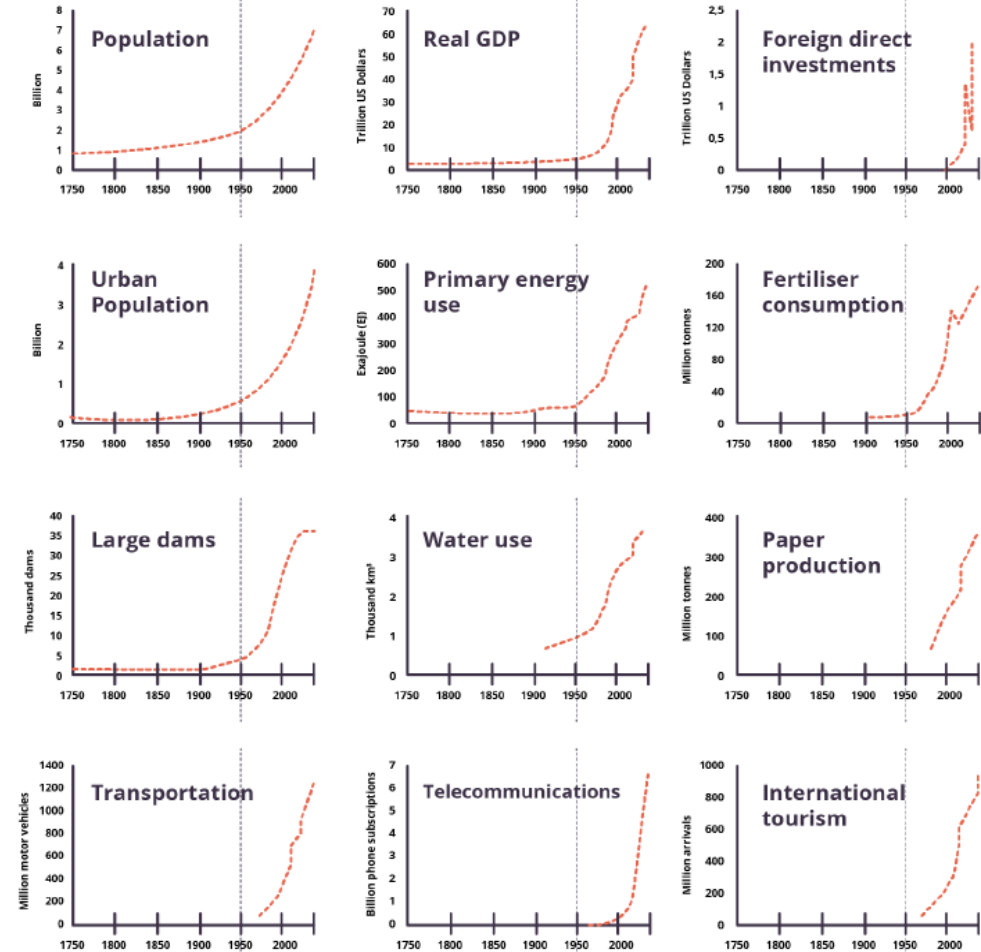 Population
Billion
8
7
6
5
4
3
2
1
0
1750 1800 1850 1900 1950 2000
Real GDP
Trillion US Dollars
70
60
50
40
30
20
10
0
1750 1800 1850 1900 1950 2000
Foreign direct
investments
Trillion US Dollars
2,5
2
1,5
1
0,5
0
1750 1800 1850 1900 1950 2000
Urban
Population
Billion
4
3
2
1
0
1750 1800 1850 1900 1950 2000
Primary energy
use
Exajoule (EJ)
600
500
400
300
200
100
0
1750 1800 1850 1900 1950 2000
Fertiliser
consumption
Million tonnes
200
160
120
80
40
0
1750 1800 1850 1900 1950 2000
Large dams
Thousand dams
40
35
30
25
20
15
10
5
0
1750 1800 1850 1900 1950 2000
Water use
Thousand km³
4
3
2
1
0
1750 1800 1850 1900 1950 2000
Paper
production
Million tonnes
400
300
200
100
0
1750 1800 1850 1900 1950 2000
Transportation
Million motor vehicles
1400
1200
1000
800
600
400
200
0
1750 1800 1850 1900 1950 2000
Telecommunications
Billion phone subscriptions
7
6
5
4
3
2
1
0
1750 1800 1850 1900 1950 2000
International
tourism
Million arrivals
1000
800
600
400
200
0
1750 1800 1850 1900 1950 2000